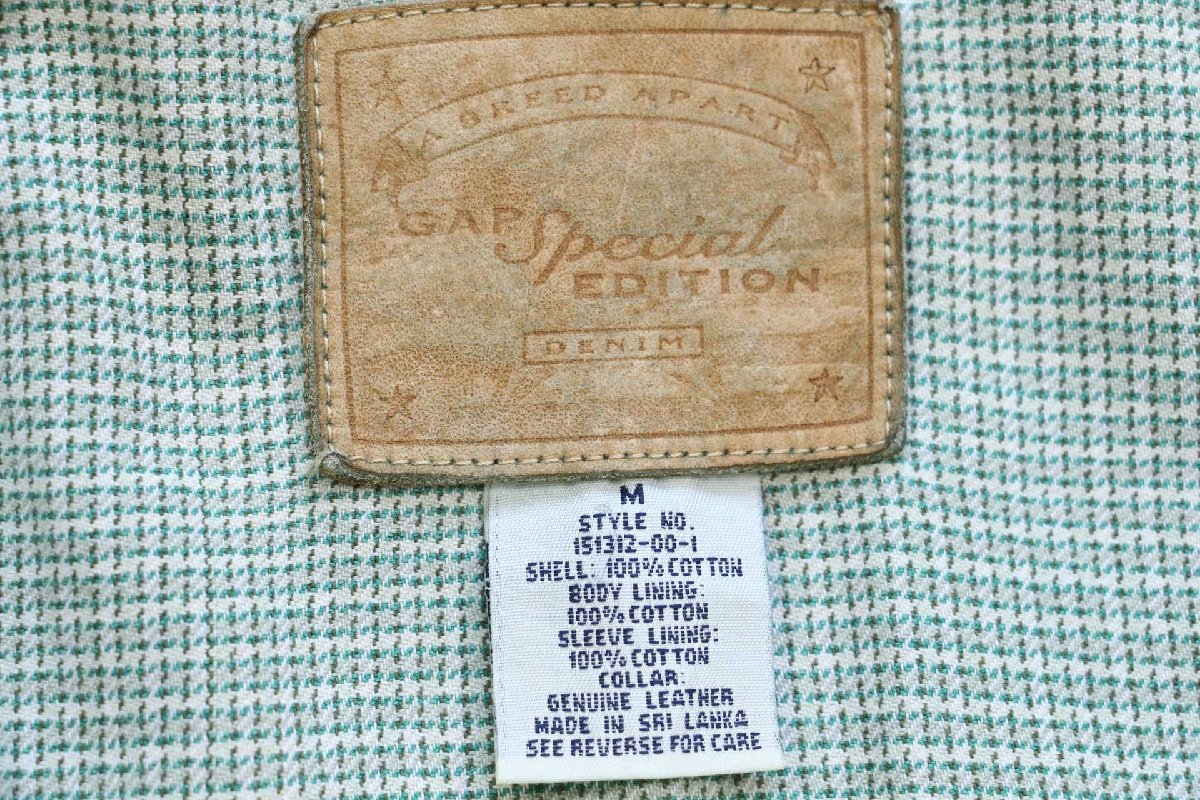 A BREED APART
GAP Special
EDITION
DENIM
M
STYLE NO.
151312-00-1
SHELL: 100% COTTON
BODY LINING:
100% COTTON
SLEEVE LINING:
100% COTTON
COLLAR:
GENUINE LEATHER
MADE IN SRI LANKA
SEE REVERSE FOR CARE